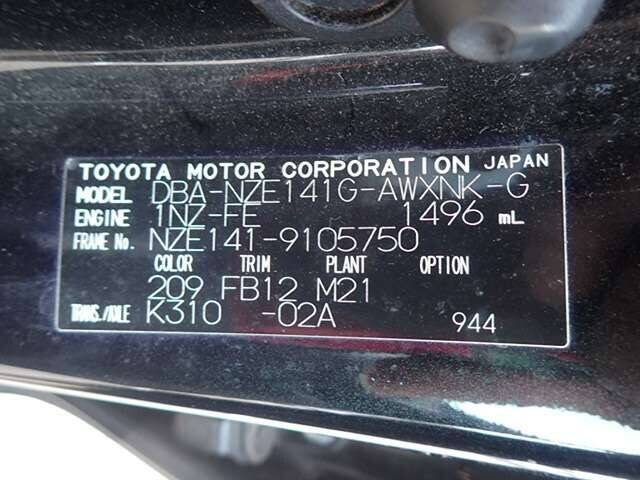 TOYOTA MOTOR CORPORATION JAPAN
MODEL DBA-NZE141G-AWXNK-G
ENGINE 1NZ-FE 1496 mL
FRAME No. NZE141-9105750
COLOR TRIM PLANT OPTION
209 FB12 M21
TRANS./AXLE K310 -02A 944